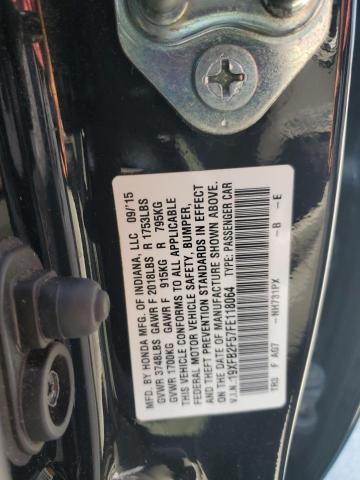 MFD. BY HONDA MFG. OF INDIANA, LLC 09/'15
GVWR 3748LBS GAWR F 2018LBS R 1753LBS
GVWR 1700KG GAWR F 915KG R 795KG
THIS VEHICLE CONFORMS TO ALL APPLICABLE
FEDERAL MOTOR VEHICLE SAFETY, BUMPER,
AND THEFT PREVENTION STANDARDS IN EFFECT
ON THE DATE OF MANUFACTURE SHOWN ABOVE.
V.I.N.:19XFB2F57FE118064 TYPE:PASSENGER CAR
NH731PX -B -E
TR3 F AG7